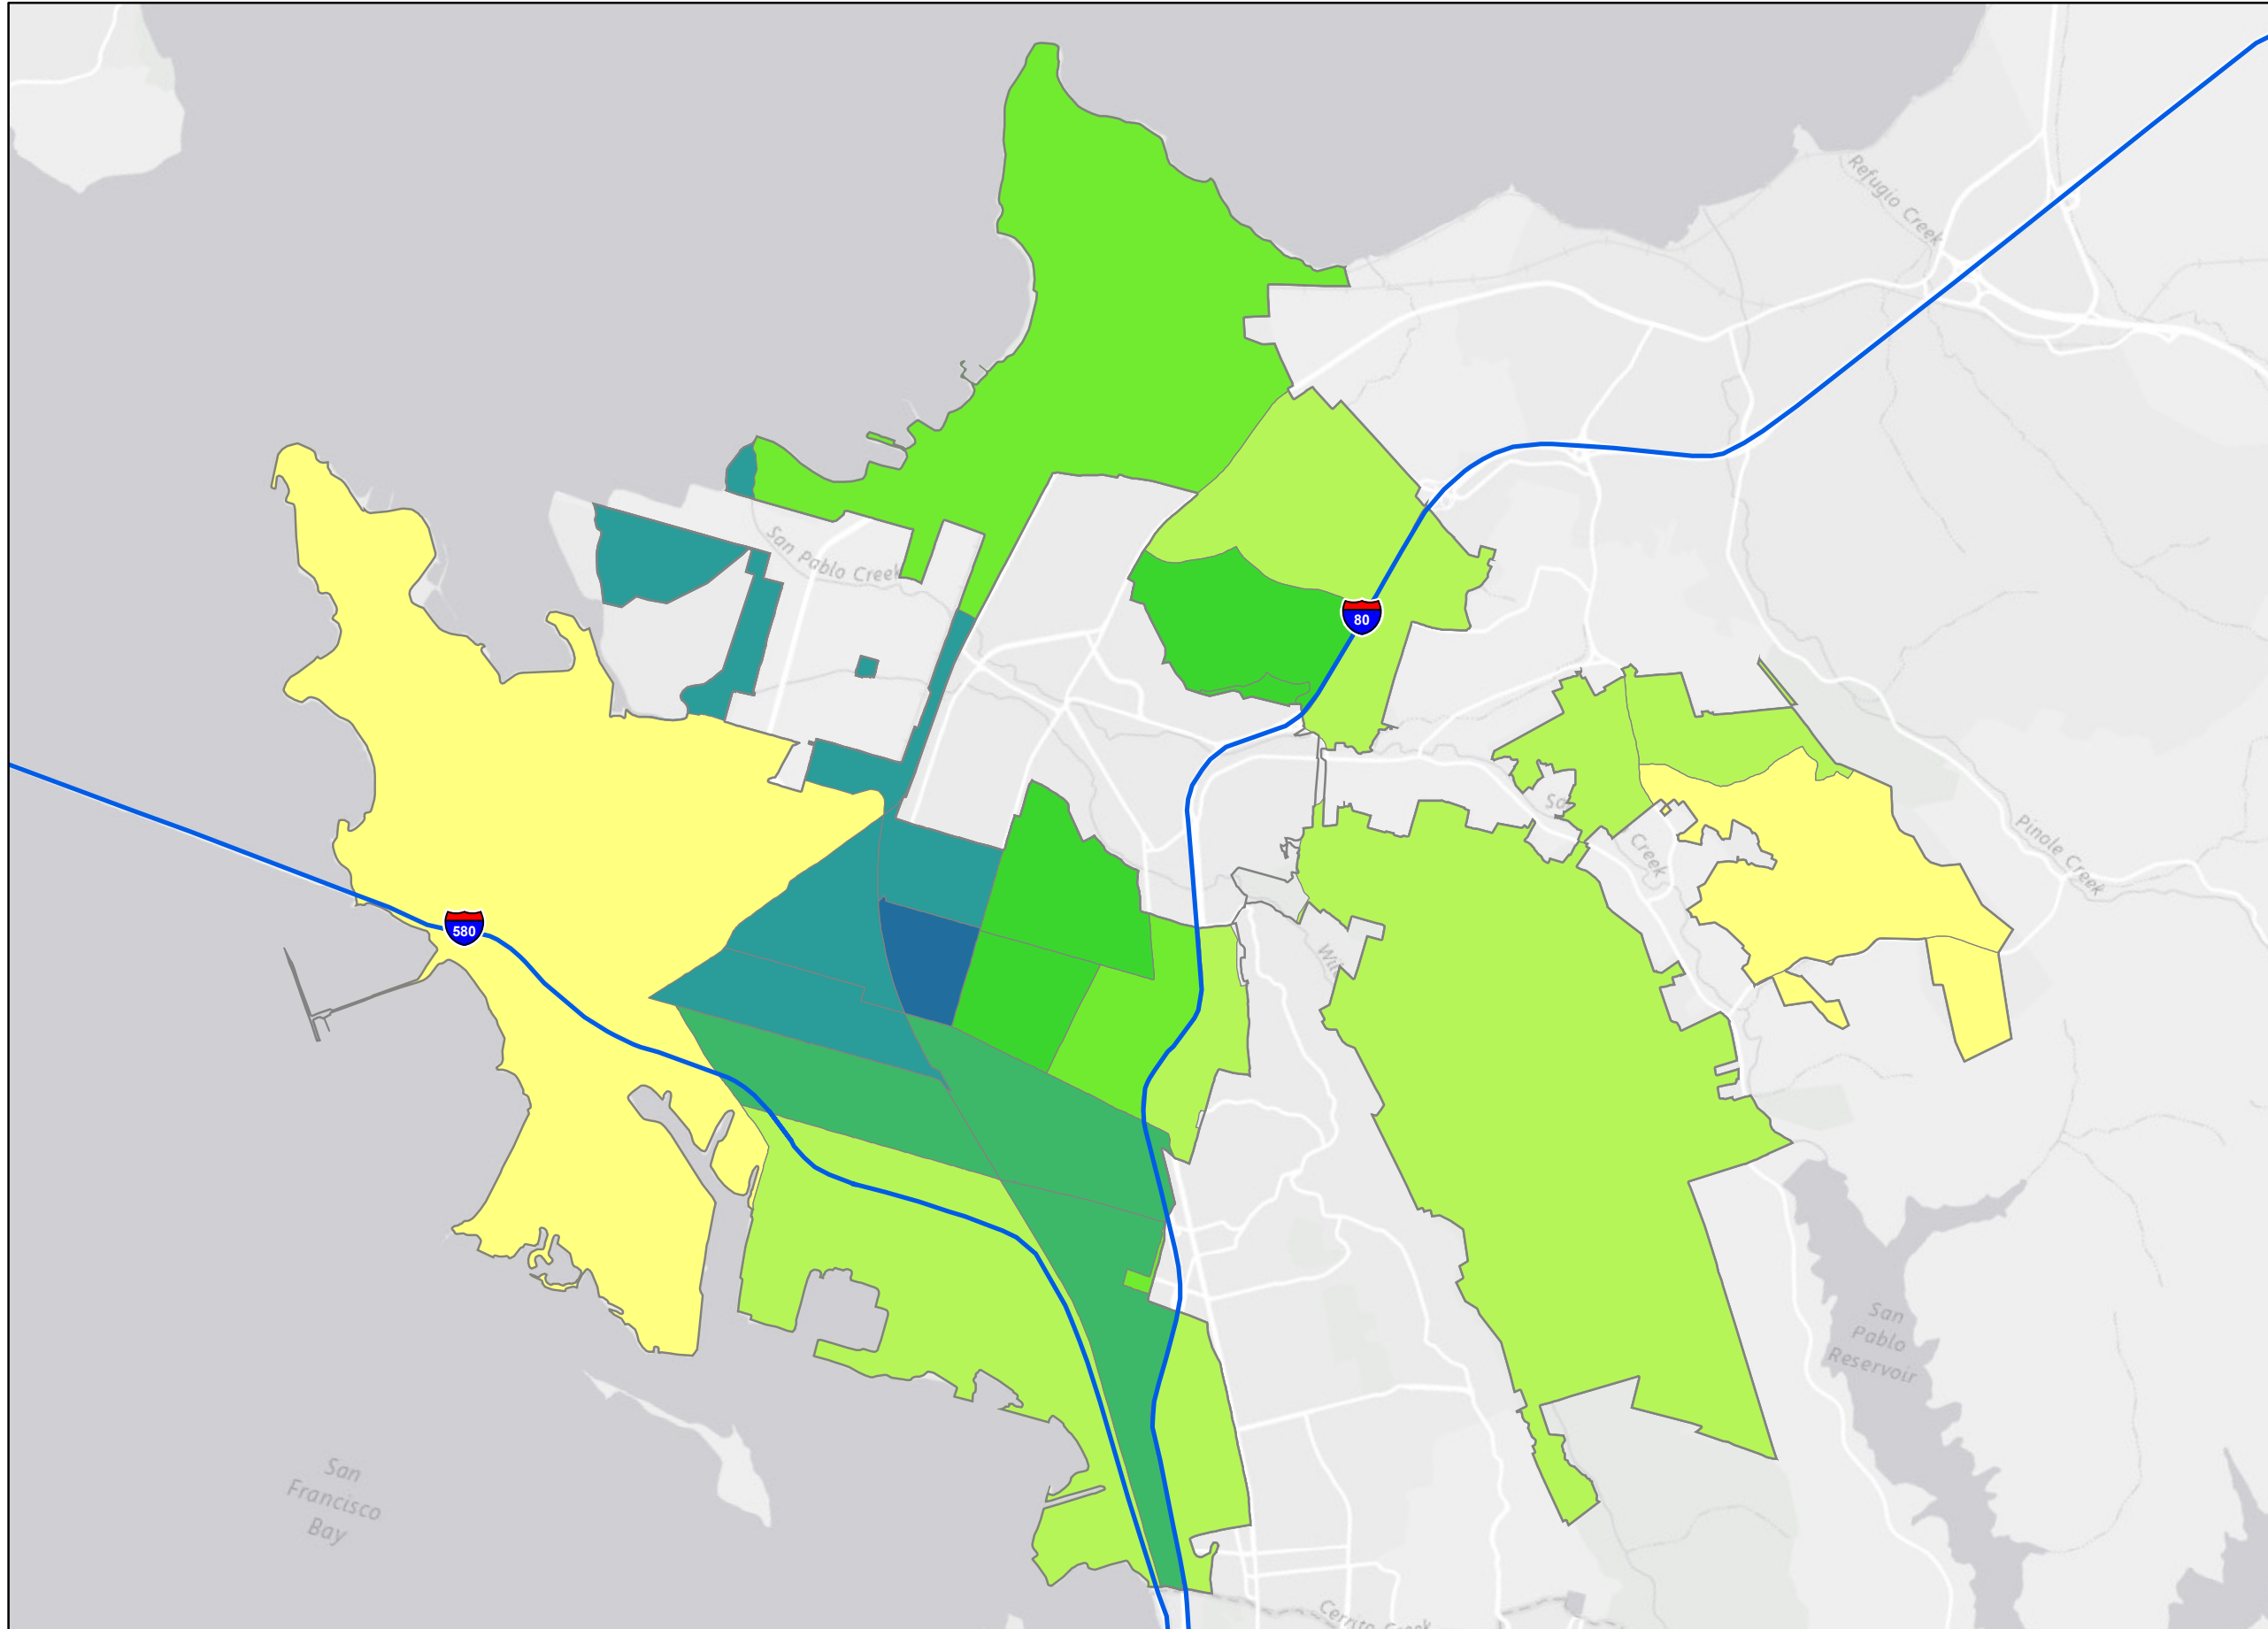 Refugio Creek
San Pablo Creek
80
Creek
Pinole Creek
580
San
Pablo
Reservoir
San
Francisco
Bay
Cerrito Creek